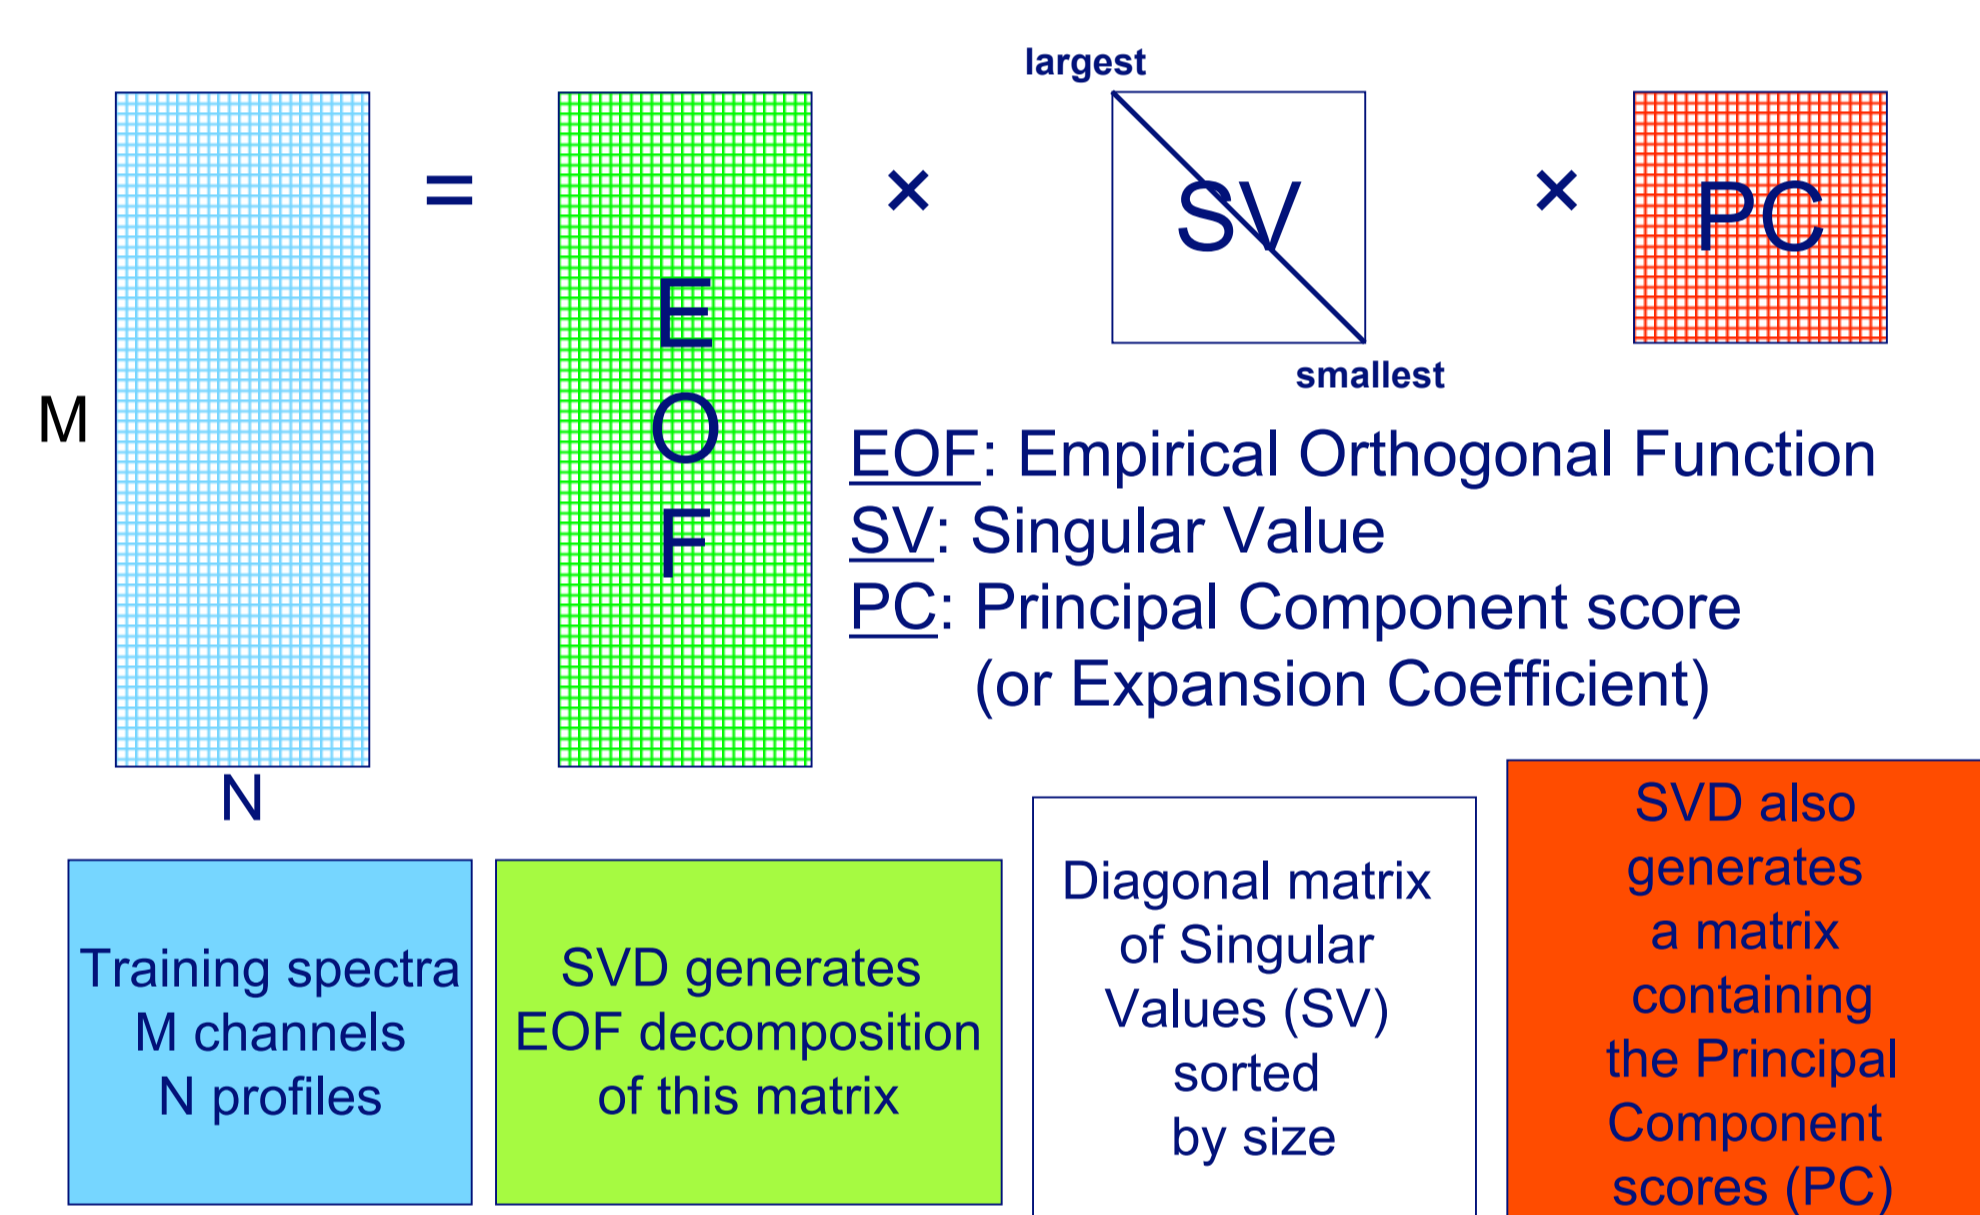 largest
=
×
SV
×
PC
smallest
M
E
O
F
EOF: Empirical Orthogonal Function
SV: Singular Value
PC: Principal Component score
(or Expansion Coefficient)
N
Training spectra
M channels
N profiles
SVD generates
EOF decomposition
of this matrix
Diagonal matrix
of Singular
Values (SV)
sorted
by size
SVD also
generates
a matrix
containing
the Principal
Component
scores (PC)